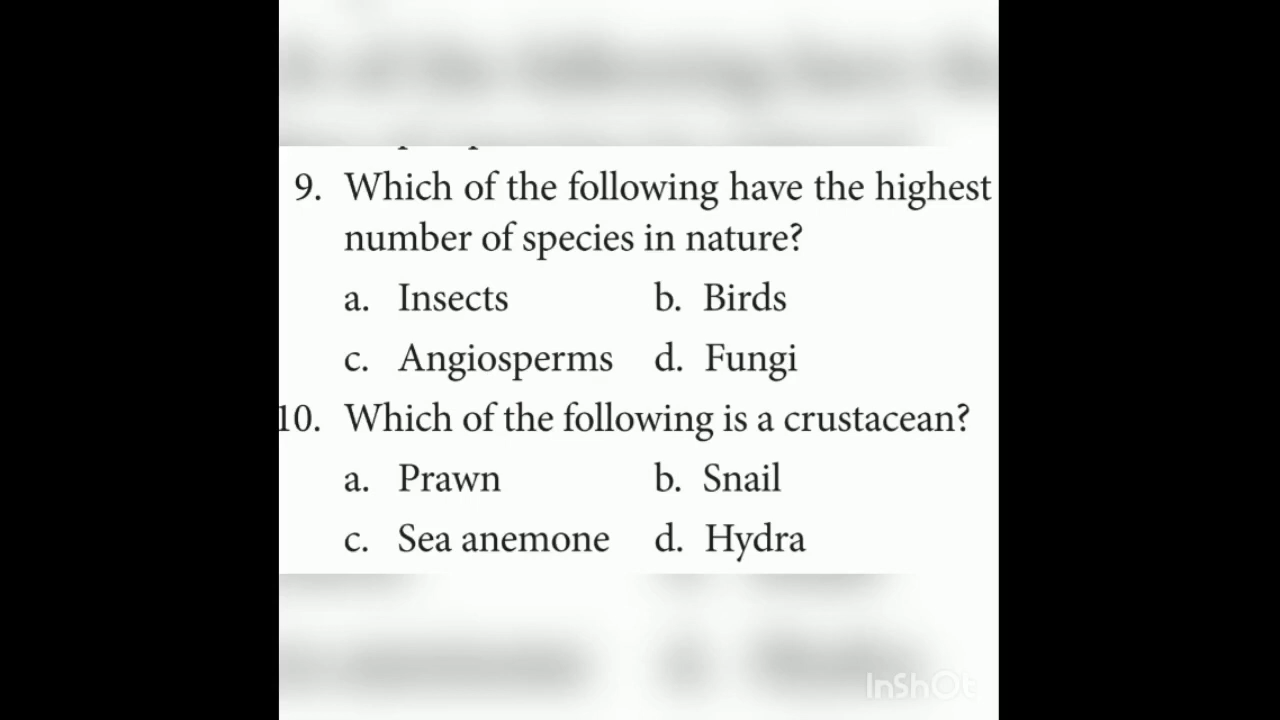 9. Which of the following have the highest
number of species in nature?
a. Insects b. Birds
c. Angiosperms d. Fungi
10. Which of the following is a crustacean?
a. Prawn b. Snail
c. Sea anemone d. Hydra
InShOt